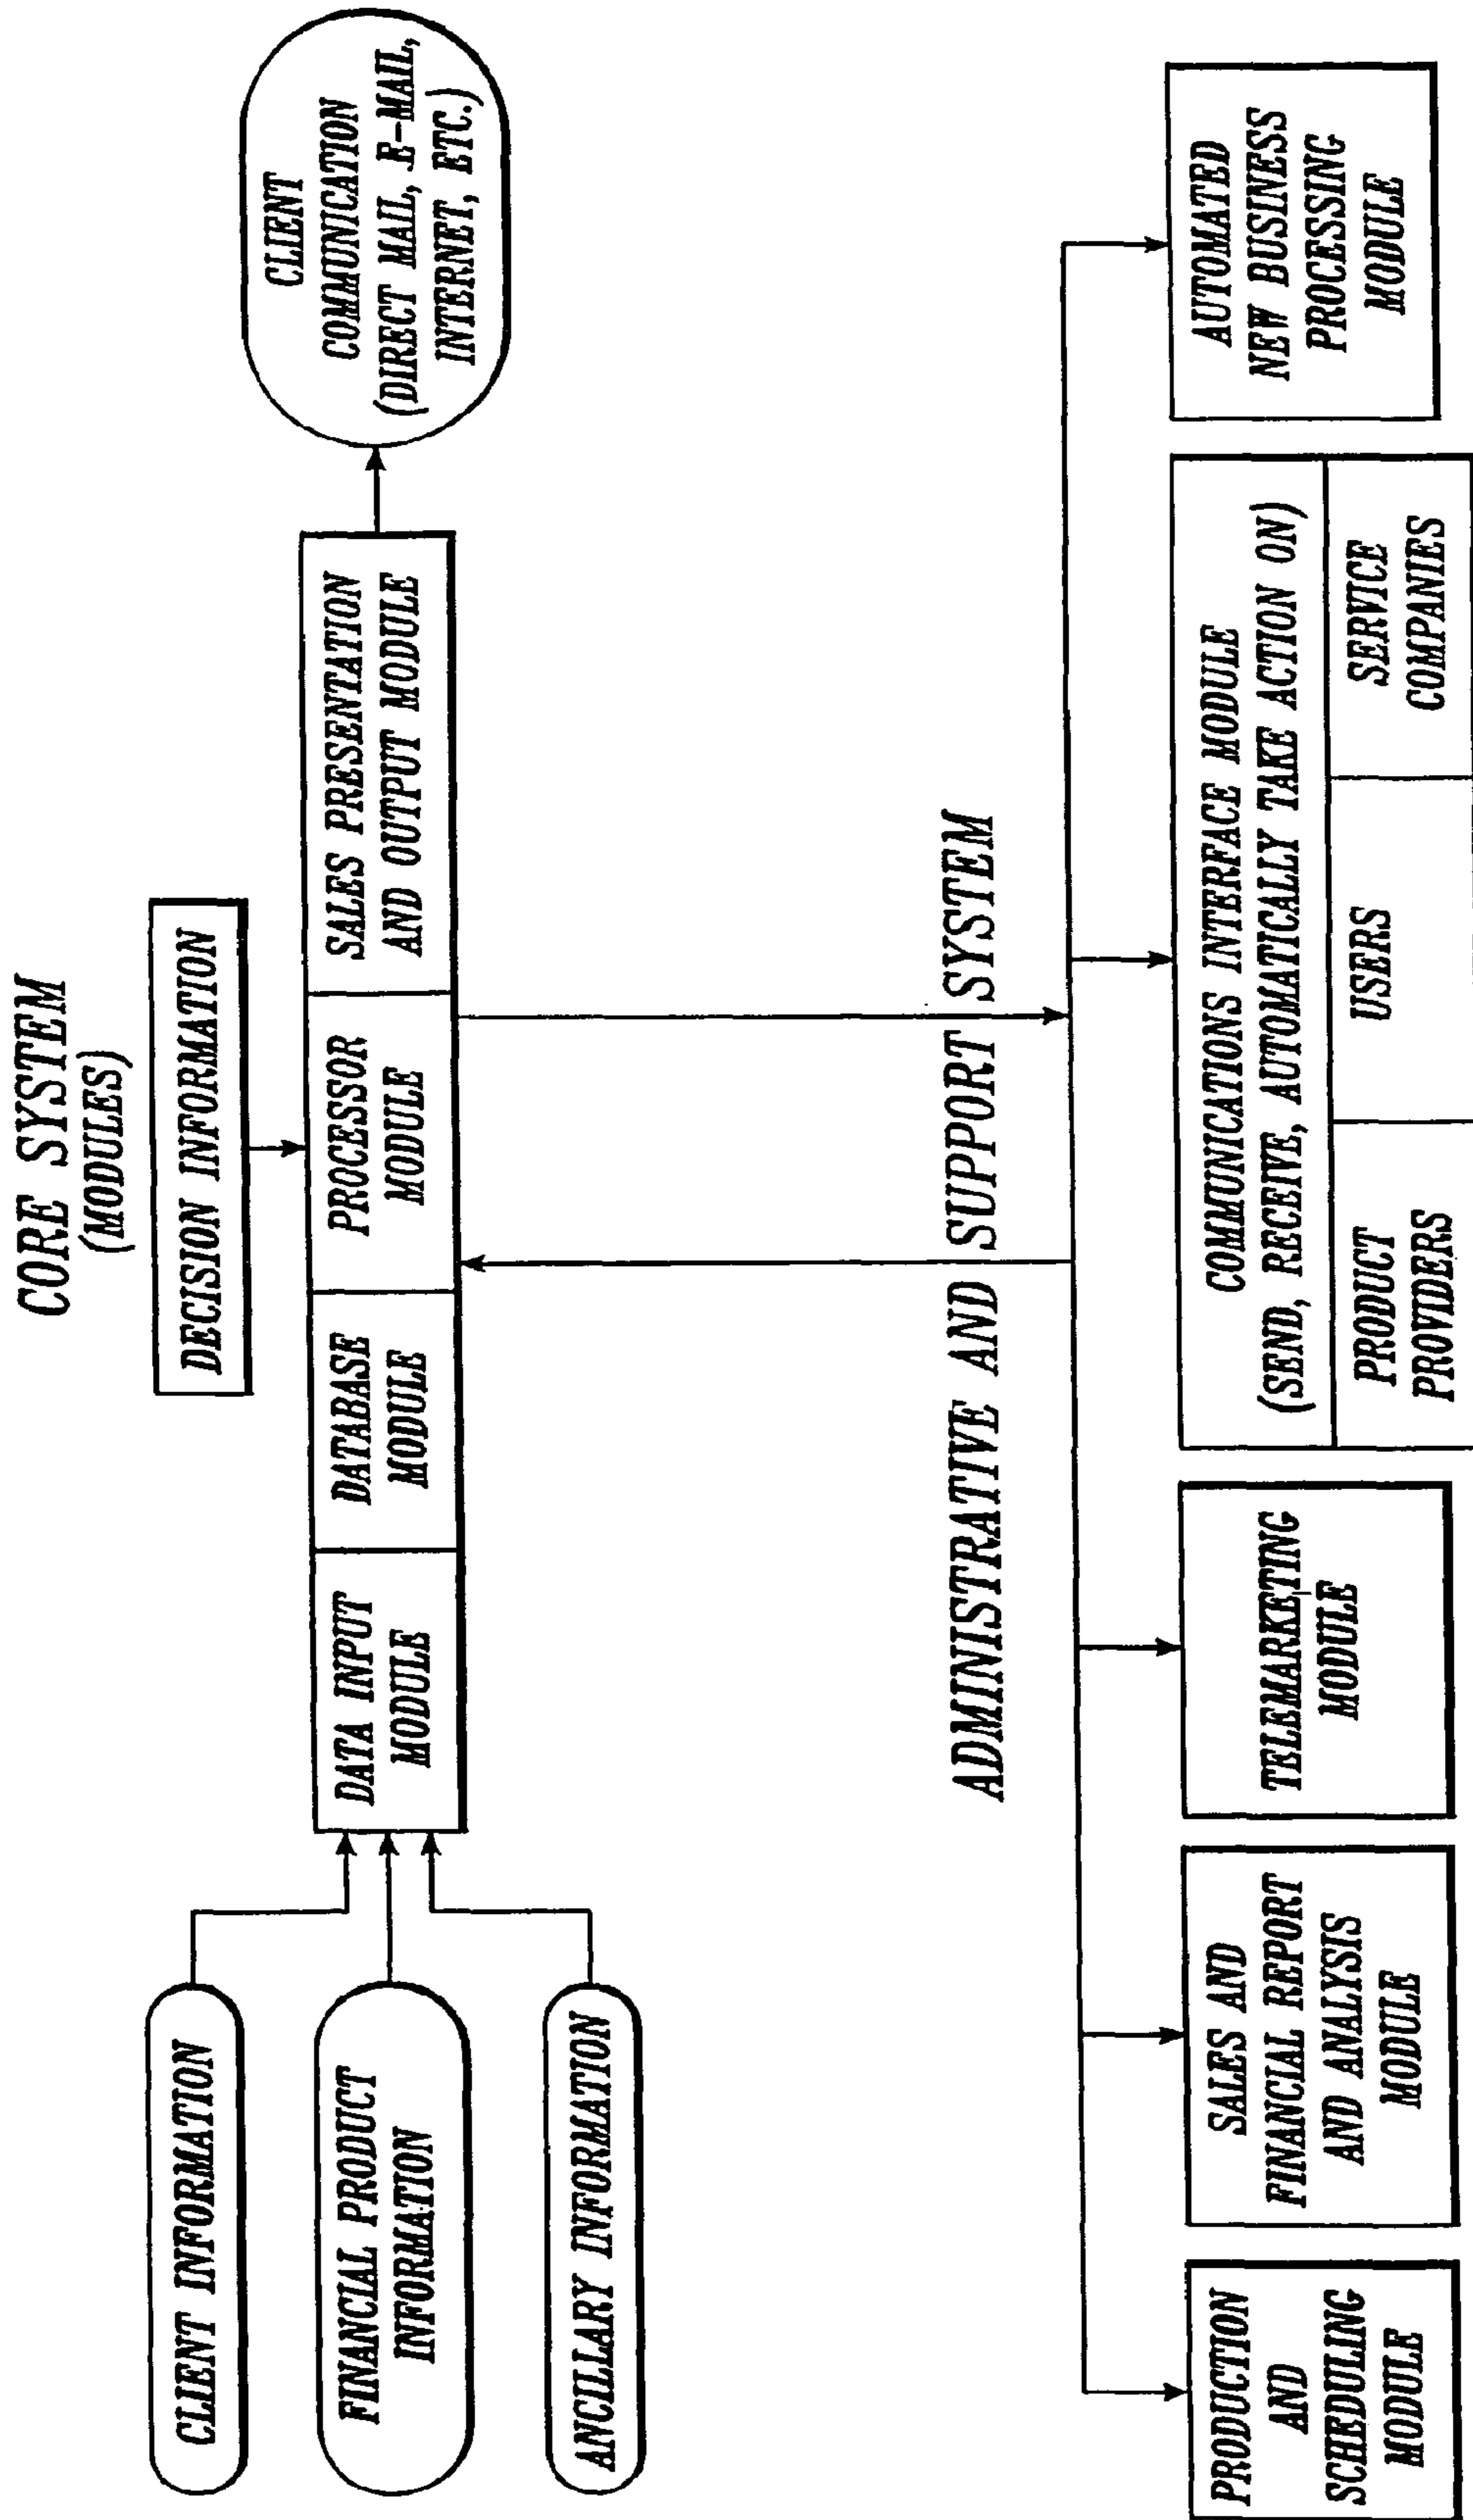 CORE SYSTEM
(MODULES)
DECISION INFORMATION
CLIENT INFORMATION
FINANCIAL PRODUCT
INFORMATION
ANCILLARY INFORMATION
DATA INPUT
MODULE
DATABASE
MODULE
PROCESSOR
MODULE
SALES PRESENTATION
AND OUTPUT MODULE
CLIENT
COMMUNICATION
(DIRECT MAIL, E-MAIL,
INTERNET, ETC.)
ADMINISTRATIVE AND SUPPORT SYSTEM
PRODUCTION
AND
SCHEDULING
MODULE
SALES AND
FINANCIAL REPORT
AND ANALYSIS
MODULE
TELEMARKETING
MODULE
COMMUNICATIONS INTERFACE MODULE
(SEND, RECEIVE, AUTOMATICALLY TAKE ACTION ON)
PRODUCT
PROVIDERS
USERS
SERVICE
COMPANIES
AUTOMATED
NEW BUSINESS
PROCESSING
MODULE